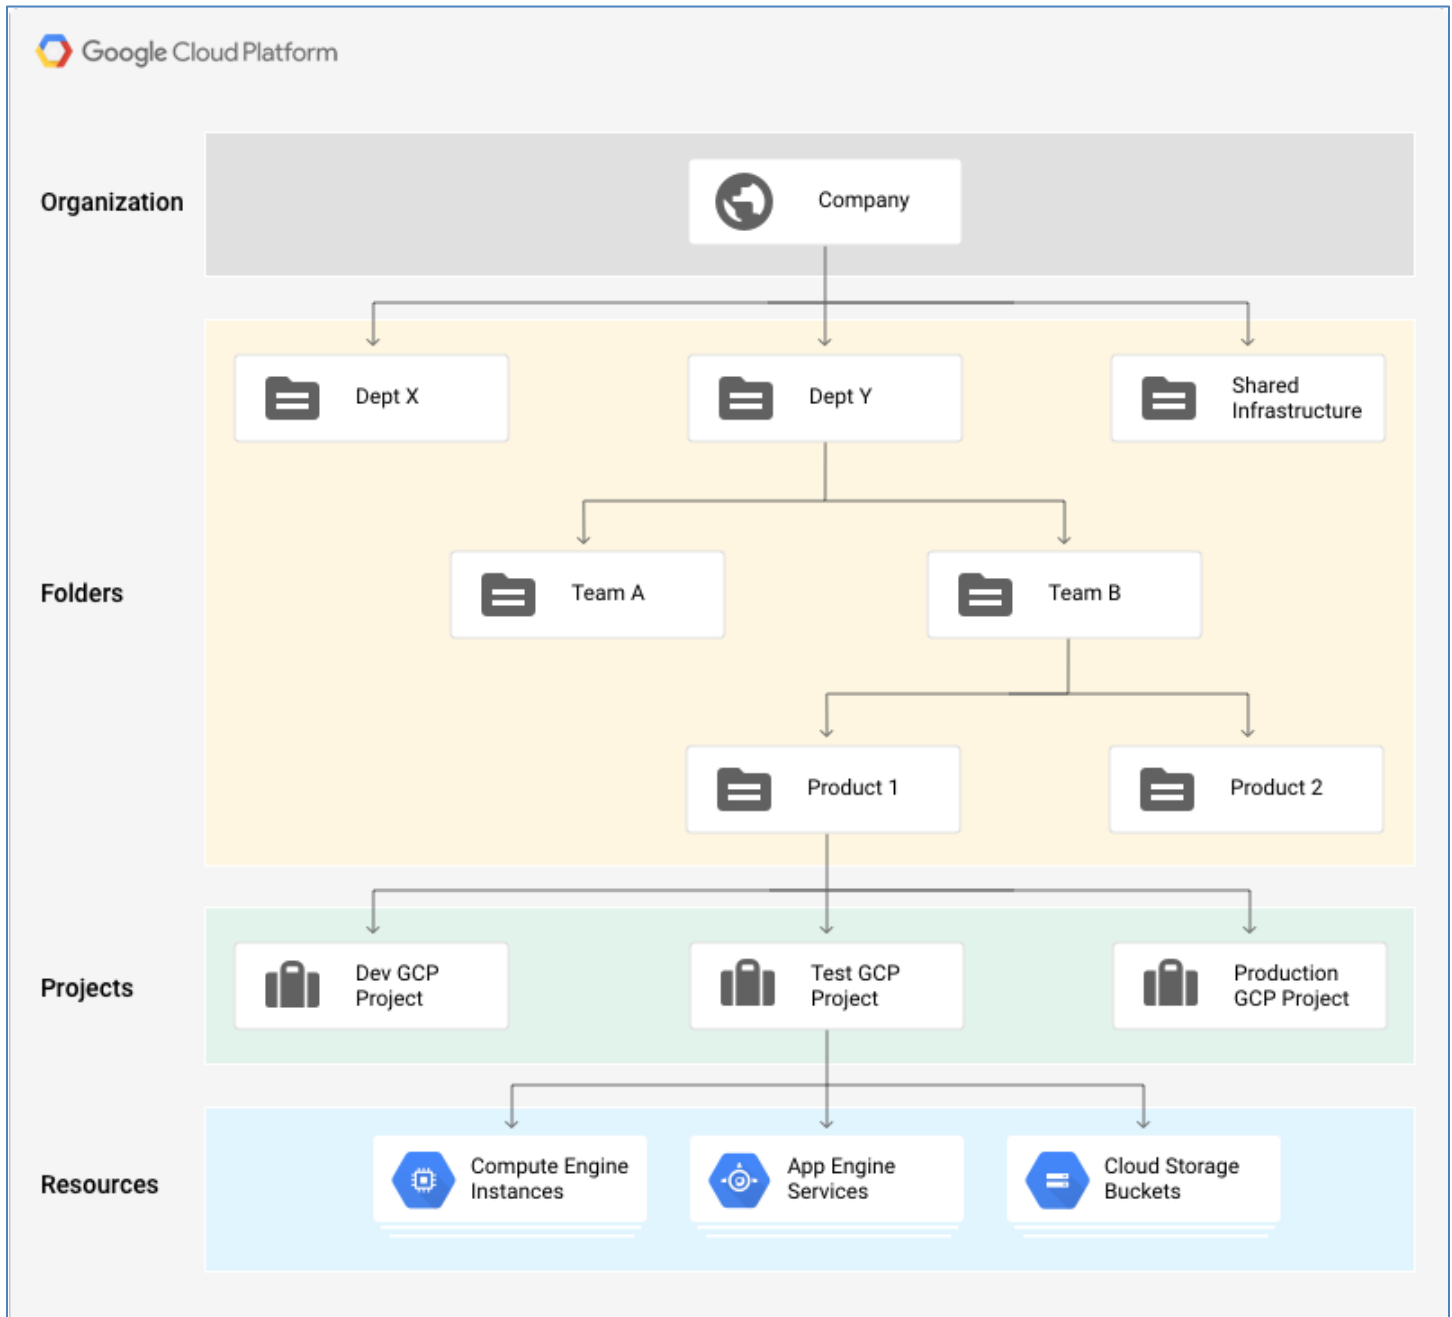 Google Cloud Platform
Organization
Company
Dept X
Dept Y
Shared
Infrastructure
Folders
Team A
Team B
Product 1
Product 2
Projects
Dev GCP
Project
Test GCP
Project
Production
GCP Project
Resources
Compute Engine
Instances
App Engine
Services
Cloud Storage
Buckets